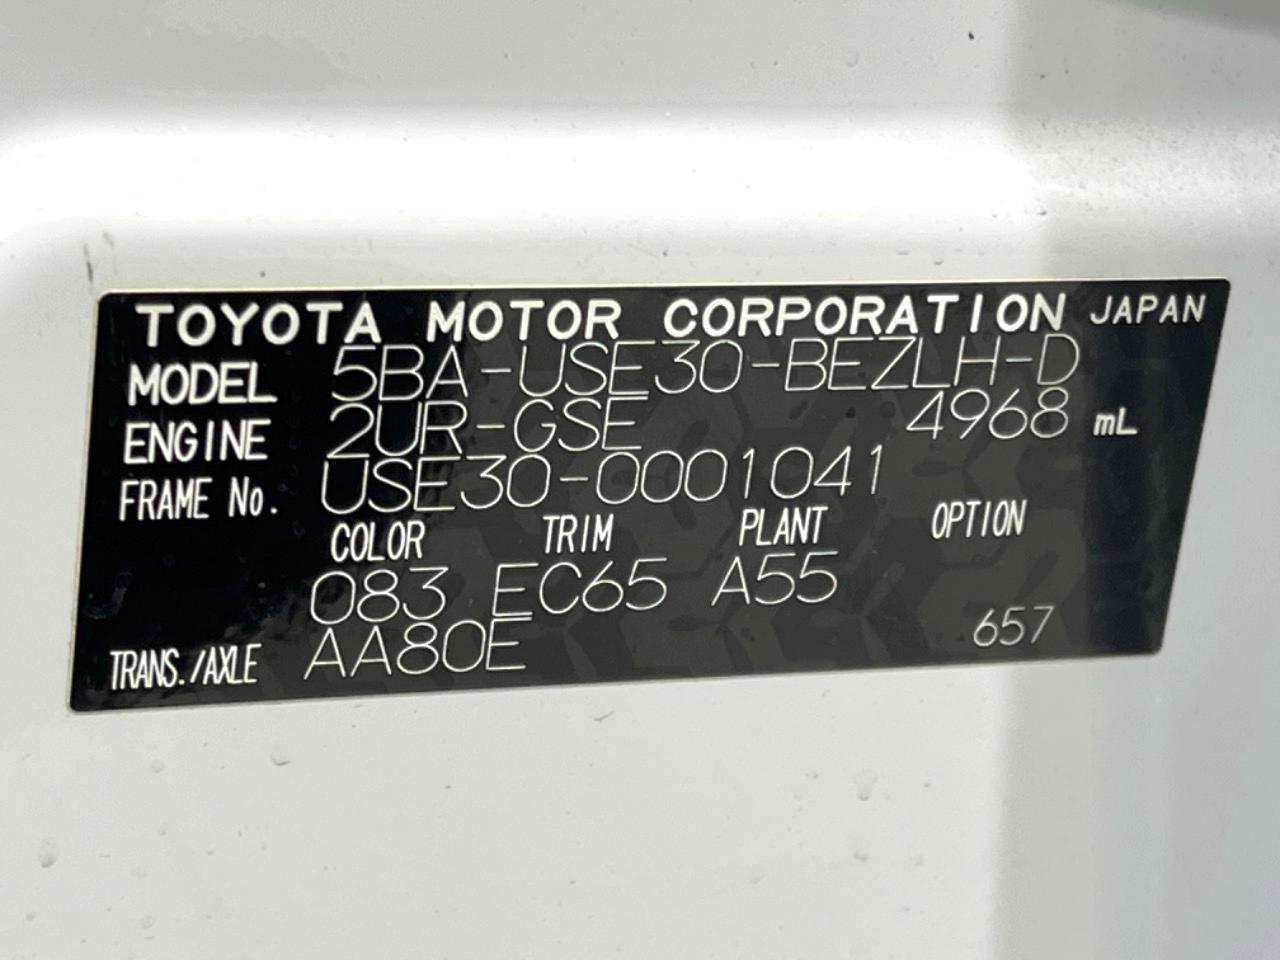 TOYOTA MOTOR CORPORATION JAPAN
MODEL 5BA-USE30-BEZLH-D
ENGINE 2UR-GSE 4968 mL
FRAME No. USE30-0001041
COLOR TRIM PLANT OPTION
083 EC65 A55
TRANS./AXLE AA80E 657